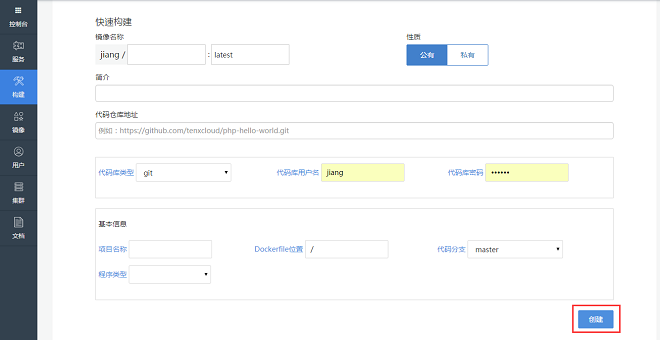 控制台
服务
构建
镜像
用户
集群
文档
快速构建
镜像名称
性质
jiang / : latest
公有 私有
简介
代码仓库地址
例如：https://github.com/tenxcloud/php-hello-world.git
代码库类型 git 代码库用户名 jiang 代码库密码 ••••••
基本信息
项目名称 Dockerfile位置 / 代码分支 master
程序类型
创建